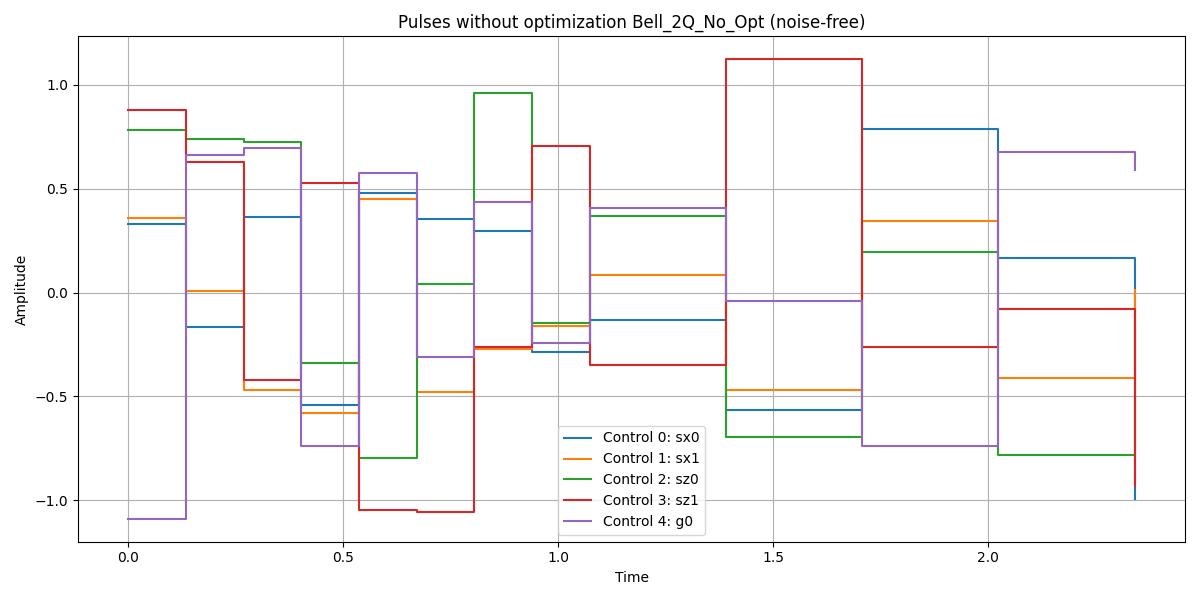 Pulses without optimization Bell_2Q_No_Opt (noise-free)
Amplitude
1.0
0.5
0.0
−0.5
−1.0
Control 0: sx0
Control 1: sx1
Control 2: sz0
Control 3: sz1
Control 4: g0
0.0 0.5 1.0 1.5 2.0
Time